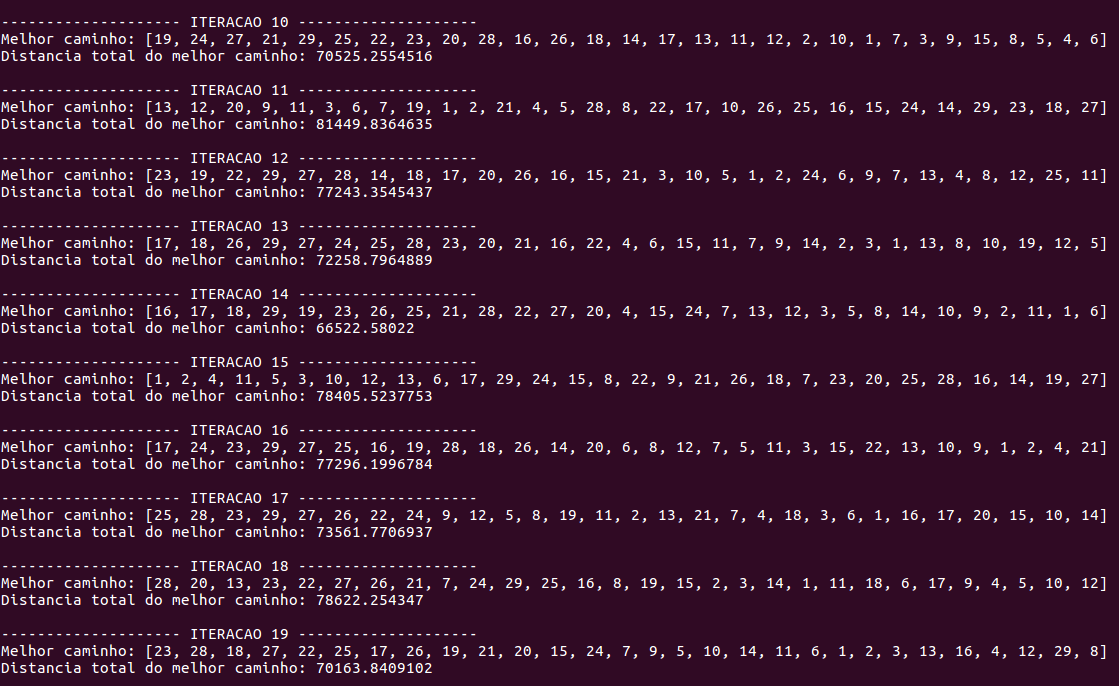 -------------------- ITERACAO 10 --------------------
Melhor caminho: [19, 24, 27, 21, 29, 25, 22, 23, 20, 28, 16, 26, 18, 14, 17, 13, 11, 12, 2, 10, 1, 7, 3, 9, 15, 8, 5, 4, 6]
Distancia total do melhor caminho: 70525.2554516
-------------------- ITERACAO 11 --------------------
Melhor caminho: [13, 12, 20, 9, 11, 3, 6, 7, 19, 1, 2, 21, 4, 5, 28, 8, 22, 17, 10, 26, 25, 16, 15, 24, 14, 29, 23, 18, 27]
Distancia total do melhor caminho: 81449.8364635
-------------------- ITERACAO 12 --------------------
Melhor caminho: [23, 19, 22, 29, 27, 28, 14, 18, 17, 20, 26, 16, 15, 21, 3, 10, 5, 1, 2, 24, 6, 9, 7, 13, 4, 8, 12, 25, 11]
Distancia total do melhor caminho: 77243.3545437
-------------------- ITERACAO 13 --------------------
Melhor caminho: [17, 18, 26, 29, 27, 24, 25, 28, 23, 20, 21, 16, 22, 4, 6, 15, 11, 7, 9, 14, 2, 3, 1, 13, 8, 10, 19, 12, 5]
Distancia total do melhor caminho: 72258.7964889
-------------------- ITERACAO 14 --------------------
Melhor caminho: [16, 17, 18, 29, 19, 23, 26, 25, 21, 28, 22, 27, 20, 4, 15, 24, 7, 13, 12, 3, 5, 8, 14, 10, 9, 2, 11, 1, 6]
Distancia total do melhor caminho: 66522.58022
-------------------- ITERACAO 15 --------------------
Melhor caminho: [1, 2, 4, 11, 5, 3, 10, 12, 13, 6, 17, 29, 24, 15, 8, 22, 9, 21, 26, 18, 7, 23, 20, 25, 28, 16, 14, 19, 27]
Distancia total do melhor caminho: 78405.5237753
-------------------- ITERACAO 16 --------------------
Melhor caminho: [17, 24, 23, 29, 27, 25, 16, 19, 28, 18, 26, 14, 20, 6, 8, 12, 7, 5, 11, 3, 15, 22, 13, 10, 9, 1, 2, 4, 21]
Distancia total do melhor caminho: 77296.1996784
-------------------- ITERACAO 17 --------------------
Melhor caminho: [25, 28, 23, 29, 27, 26, 22, 24, 9, 12, 5, 8, 19, 11, 2, 13, 21, 7, 4, 18, 3, 6, 1, 16, 17, 20, 15, 10, 14]
Distancia total do melhor caminho: 73561.7706937
-------------------- ITERACAO 18 --------------------
Melhor caminho: [28, 20, 13, 23, 22, 27, 26, 21, 7, 24, 29, 25, 16, 8, 19, 15, 2, 3, 14, 1, 11, 18, 6, 17, 9, 4, 5, 10, 12]
Distancia total do melhor caminho: 78622.254347
-------------------- ITERACAO 19 --------------------
Melhor caminho: [23, 28, 18, 27, 22, 25, 17, 26, 19, 21, 20, 15, 24, 7, 9, 5, 10, 14, 11, 6, 1, 2, 3, 13, 16, 4, 12, 29, 8]
Distancia total do melhor caminho: 70163.8409102